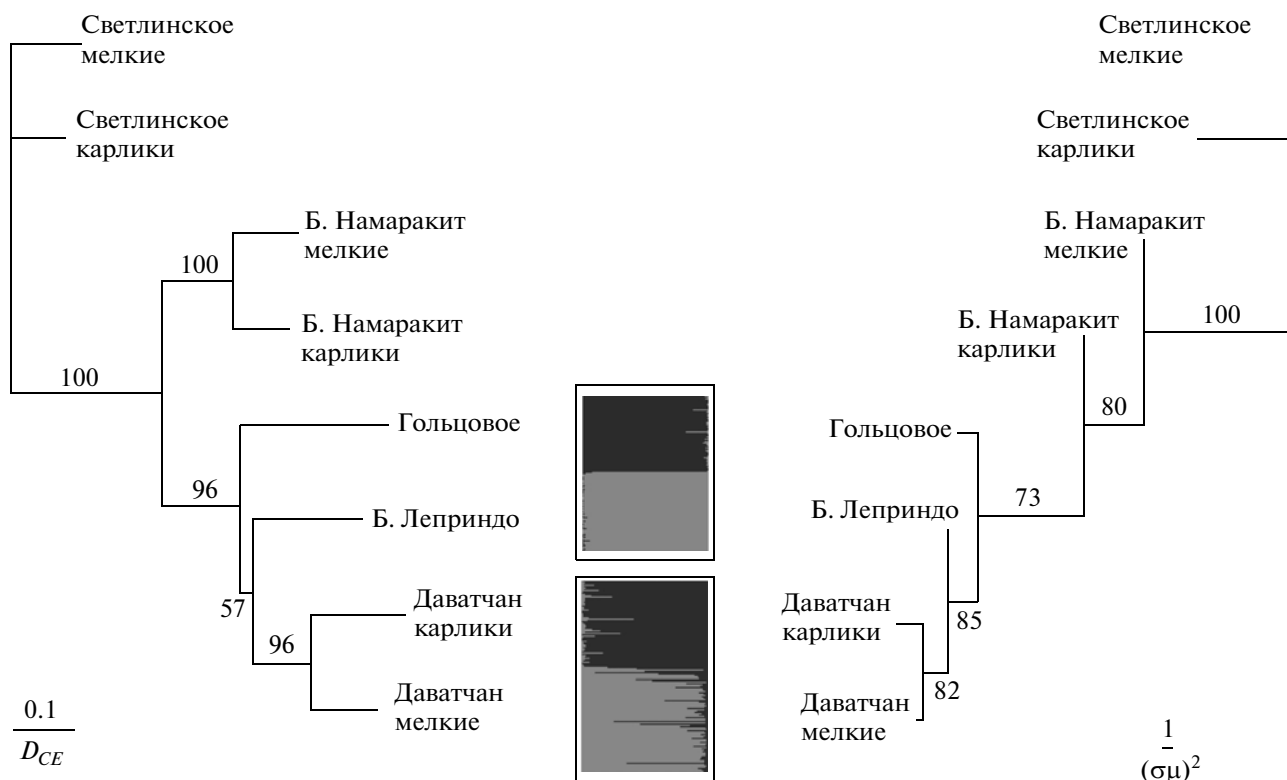 Светлинское
мелкие
Светлинское
карлики
Б. Намаракит
мелкие
100
Б. Намаракит
карлики
100
Гольцовое
96
Б. Леприндо
57
Даватчан
карлики
96
Даватчан
мелкие
0.1
D_CE
Светлинское
мелкие
Светлинское
карлики
Б. Намаракит
мелкие
100
Б. Намаракит
карлики
80
Гольцовое
73
Б. Леприндо
85
Даватчан
карлики
82
Даватчан
мелкие
1
(σμ)²